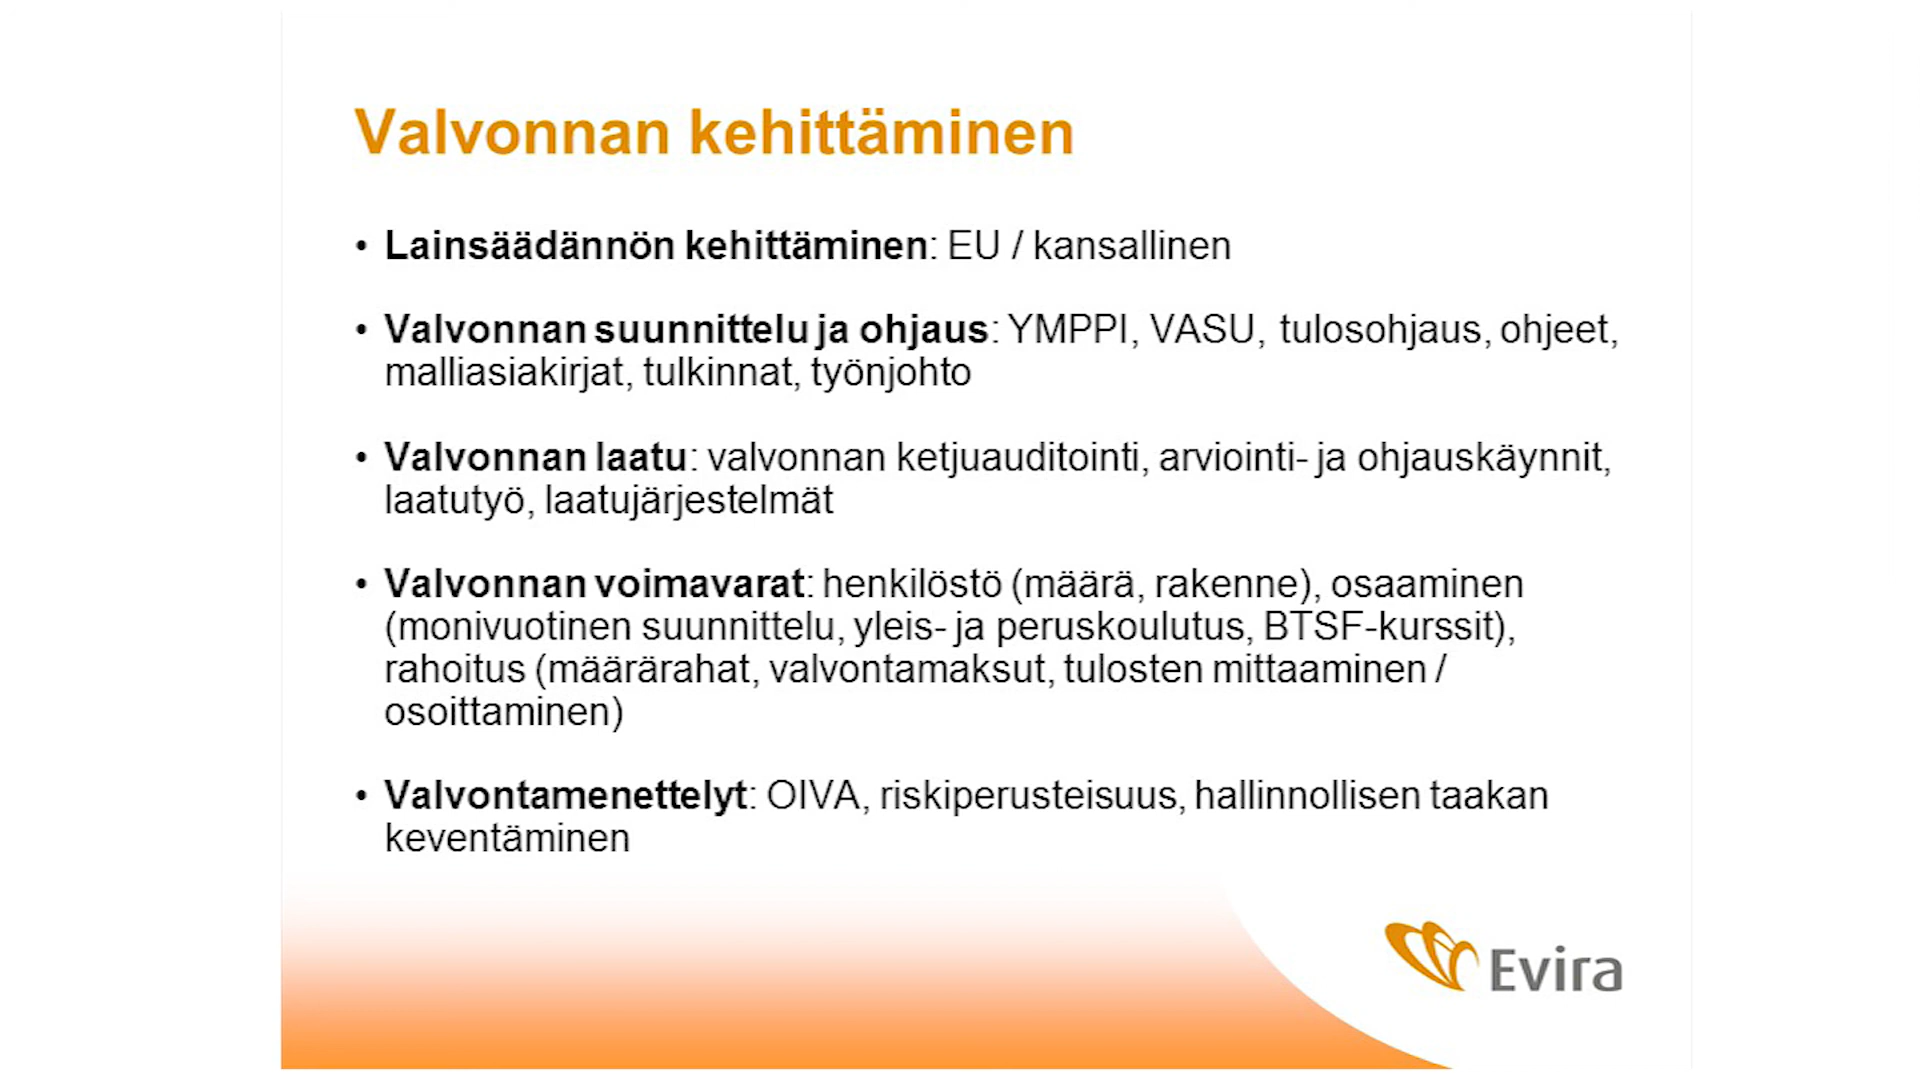 Valvonnan kehittäminen
• Lainsäädännön kehittäminen: EU / kansallinen
• Valvonnan suunnittelu ja ohjaus: YMPPI, VASU, tulosohjaus, ohjeet,
malliasiakirjat, tulkinnat, työnjohto
• Valvonnan laatu: valvonnan ketjuauditointi, arviointi- ja ohjauskäynnit,
laatutyö, laatujärjestelmät
• Valvonnan voimavarat: henkilöstö (määrä, rakenne), osaaminen
(monivuotinen suunnittelu, yleis- ja peruskoulutus, BTSF-kurssit),
rahoitus (määrärahat, valvontamaksut, tulosten mittaaminen /
osoittaminen)
• Valvontamenettelyt: OIVA, riskiperusteisuus, hallinnollisen taakan
keventäminen
Evira